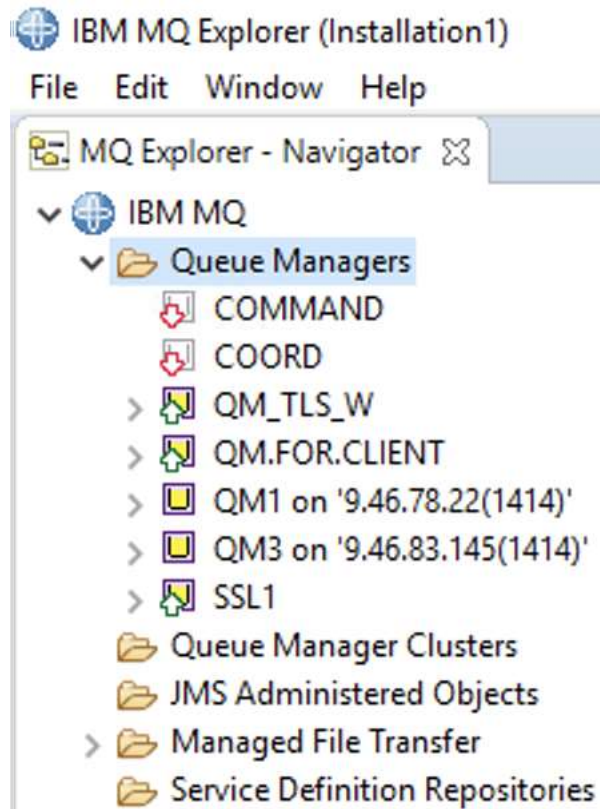 IBM MQ Explorer (Installation1)
File Edit Window Help
MQ Explorer - Navigator
IBM MQ
Queue Managers
COMMAND
COORD
QM_TLS_W
QM.FOR.CLIENT
QM1 on '9.46.78.22(1414)'
QM3 on '9.46.83.145(1414)'
SSL1
Queue Manager Clusters
JMS Administered Objects
Managed File Transfer
Service Definition Repositories